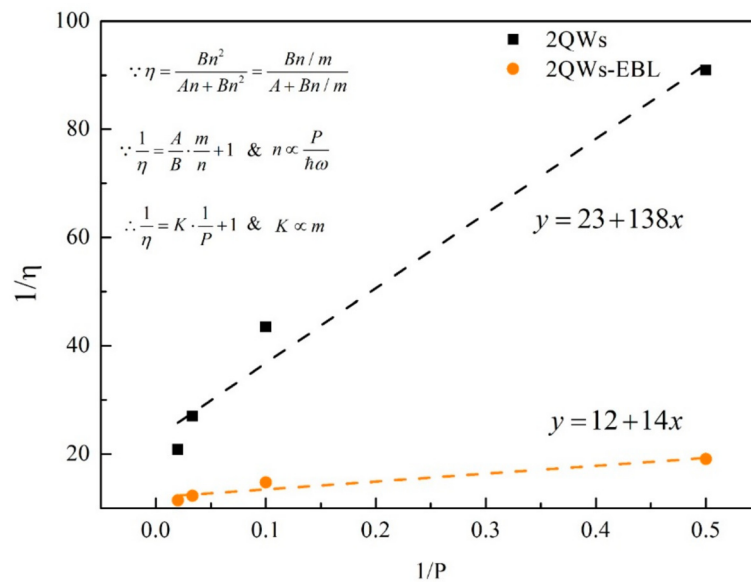 100
80
60
40
20
1/η
∵ η = Bn² / (An + Bn²) = (Bn / m) / (A + Bn / m)
∵ 1/η = A/B · m/n + 1 & n ∝ P/ħω
∴ 1/η = K · 1/P + 1 & K ∝ m
2QWs
2QWs-EBL
y = 23+138x
y = 12+14x
0.0 0.1 0.2 0.3 0.4 0.5
1/P